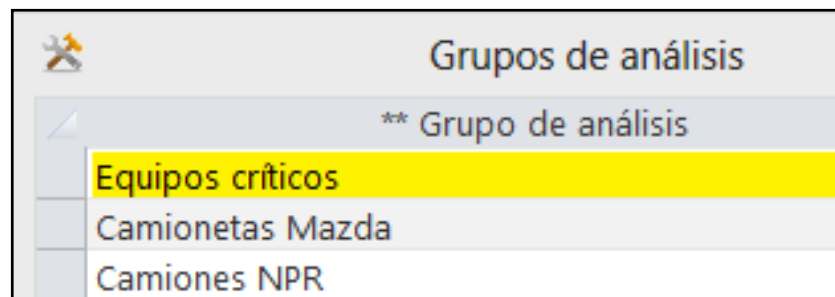 Grupos de análisis
** Grupo de análisis
Equipos críticos
Camionetas Mazda
Camiones NPR